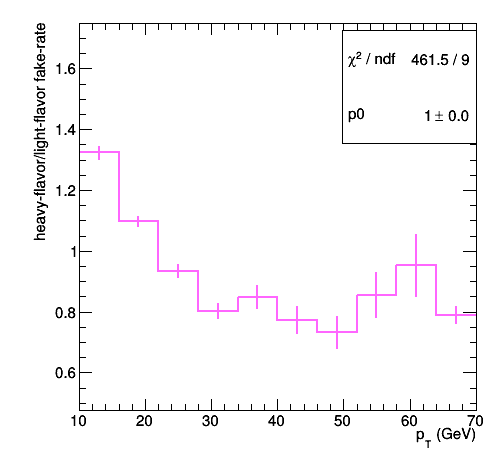 heavy-flavor/light-flavor fake-rate
χ² / ndf 461.5 / 9
p0 1 ± 0.0
1.6
1.4
1.2
1
0.8
0.6
10 20 30 40 50 60 70
p_T (GeV)